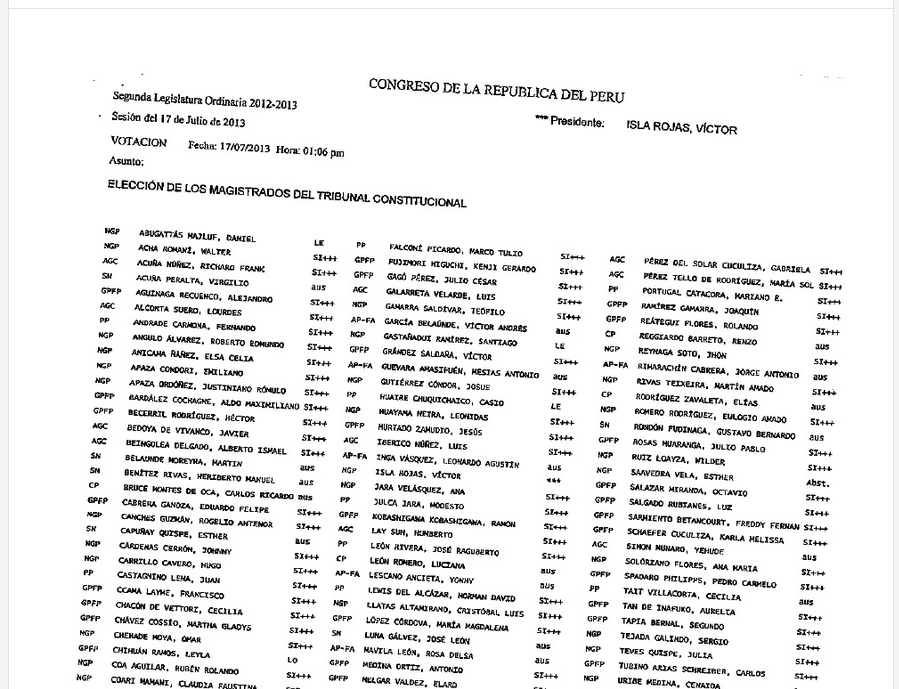 CONGRESO DE LA REPUBLICA DEL PERU
Segunda Legislatura Ordinaria 2012-2013
Sesión del 17 de Julio de 2013
*** Presidente: ISLA ROJAS, VÍCTOR
VOTACION Fecha: 17/07/2013 Hora: 01:06 pm
Asunto:
ELECCIÓN DE LOS MAGISTRADOS DEL TRIBUNAL CONSTITUCIONAL
NGP ABUGATTÁS MAJLUF, DANIEL LE
NGP ACHA ROMANÍ, WALTER SI+++
AGC ACUÑA NÚÑEZ, RICHARD FRANK SI+++
SN ACUÑA PERALTA, VIRGILIO aus
GPFP AGUINAGA RECUENCO, ALEJANDRO SI+++
AGC ALCORTA SUERO, LOURDES SI+++
PP ANDRADE CARMONA, FERNANDO SI+++
NGP ANGULO ÁLVAREZ, ROBERTO EDMUNDO SI+++
NGP ANICAMA ÑAÑEZ, ELSA CELIA SI+++
NGP APAZA CONDORI, EMILIANO SI+++
NGP APAZA ORDÓÑEZ, JUSTINIANO RÓMULO SI+++
GPFP BARDÁLEZ COCHAGNE, ALDO MAXIMILIANO SI+++
GPFP BECERRIL RODRÍGUEZ, HÉCTOR SI+++
AGC BEDOYA DE VIVANCO, JAVIER SI+++
AGC BEINGOLEA DELGADO, ALBERTO ISMAEL SI+++
SN BELAUNDE MOREYRA, MARTIN aus
SN BENÍTEZ RIVAS, HERIBERTO MANUEL aus
CP BRUCE MONTES DE OCA, CARLOS RICARDO aus
GPFP CABRERA GANOZA, EDUARDO FELIPE SI+++
NGP CANCHES GUZMÁN, ROGELIO ANTENOR SI+++
SN CAPUÑAY QUISPE, ESTHER aus
NGP CÁRDENAS CERRÓN, JOHNNY SI+++
NGP CARRILLO CAVERO, HUGO SI+++
PP CASTAGNINO LEMA, JUAN SI+++
GPFP CCAMA LAYME, FRANCISCO SI+++
GPFP CHACÓN DE VETTORI, CECILIA SI+++
GPFP CHÁVEZ COSSÍO, MARTHA GLADYS SI+++
NGP CHEHADE MOYA, OMAR SI+++
GPFP CHIHUÁN RAMOS, LEYLA LO
NGP COA AGUILAR, RUBÉN ROLANDO SI+++
NGP COARI MAMANI, CLAUDIA FAUSTINA SI+++
PP FALCONÍ PICARDO, MARCO TULIO SI+++
GPFP FUJIMORI HIGUCHI, KENJI GERARDO SI+++
GPFP GAGÓ PÉREZ, JULIO CÉSAR SI+++
AGC GALARRETA VELARDE, LUIS SI+++
NGP GAMARRA SALDÍVAR, TEÓFILO SI+++
AP-FA GARCÍA BELAÚNDE, VÍCTOR ANDRÉS aus
NGP GASTAÑADUI RAMÍREZ, SANTIAGO LE
GPFP GRÁNDEZ SALDAÑA, VÍCTOR SI+++
AP-FA GUEVARA AMASIFUÉN, MESIAS ANTONIO aus
NGP GUTIÉRREZ CÓNDOR, JOSUE SI+++
PP HUAIRE CHUQUICHAICO, CASIO LE
NGP HUAYAMA NEIRA, LEONIDAS SI+++
GPFP HURTADO ZAMUDIO, JESÚS SI+++
AGC IBERICO NÚÑEZ, LUIS SI+++
AP-FA INGA VÁSQUEZ, LEONARDO AGUSTÍN aus
NGP ISLA ROJAS, VÍCTOR ***
NGP JARA VELÁSQUEZ, ANA SI+++
PP JULCA JARA, MODESTO SI+++
GPFP KOBASHIGAWA KOBASHIGAWA, RAMÓN SI+++
AGC LAY SUN, HUMBERTO SI+++
PP LEÓN RIVERA, JOSÉ RAGUBERTO SI+++
CP LEÓN ROMERO, LUCIANA SI+++
AP-FA LESCANO ANCIETA, YONHY aus
PP LEWIS DEL ALCÁZAR, NORMAN DAVID SI+++
NGP LLATAS ALTAMIRANO, CRISTÓBAL LUIS SI+++
GPFP LÓPEZ CÓRDOVA, MARÍA MAGDALENA SI+++
SN LUNA GÁLVEZ, JOSÉ LEÓN aus
AP-FA MAVILA LEÓN, ROSA DELSA aus
GPFP MEDINA ORTIZ, ANTONIO SI+++
GPFP MELGAR VALDEZ, ELARD SI+++
AGC PÉREZ DEL SOLAR CUCULIZA, GABRIELA SI+++
AGC PÉREZ TELLO DE RODRÍGUEZ, MARÍA SOL SI+++
PP PORTUGAL CATACORA, MARIANO E. SI+++
GPFP RAMÍREZ GAMARRA, JOAQUÍN SI+++
GPFP REÁTEGUI FLORES, ROLANDO SI+++
CP REGGIARDO BARRETO, RENZO aus
NGP REYNAGA SOTO, JHÓN SI+++
AP-FA RIMARACHÍN CABRERA, JORGE ANTONIO aus
NGP RIVAS TEIXEIRA, MARTÍN AMADO SI+++
CP RODRÍGUEZ ZAVALETA, ELÍAS aus
NGP ROMERO RODRÍGUEZ, EULOGIO AMADO SI+++
SN RONDÓN FUDINAGA, GUSTAVO BERNARDO aus
GPFP ROSAS HUARANGA, JULIO PABLO SI+++
NGP RUIZ LOAYZA, WILDER SI+++
NGP SAAVEDRA VELA, ESTHER Abst.
GPFP SALAZAR MIRANDA, OCTAVIO SI+++
GPFP SALGADO RUBIANES, LUZ SI+++
GPFP SARMIENTO BETANCOURT, FREDDY FERNAN SI+++
GPFP SCHAEFER CUCULIZA, KARLA MELISSA SI+++
AGC SIMON MUNARO, YEHUDE aus
NGP SOLÓRZANO FLORES, ANA MARIA SI+++
GPFP SPADARO PHILIPPS, PEDRO CARMELO SI+++
PP TAIT VILLACORTA, CECILIA aus
GPFP TAN DE INAFUKO, AURELIA SI+++
GPFP TAPIA BERNAL, SEGUNDO SI+++
NGP TEJADA GALINDO, SERGIO SI+++
NGP TEVES QUISPE, JULIA SI+++
GPFP TUBINO ARIAS SCHREIBER, CARLOS SI+++
NGP URIBE MEDINA, CENAIDA SI+++